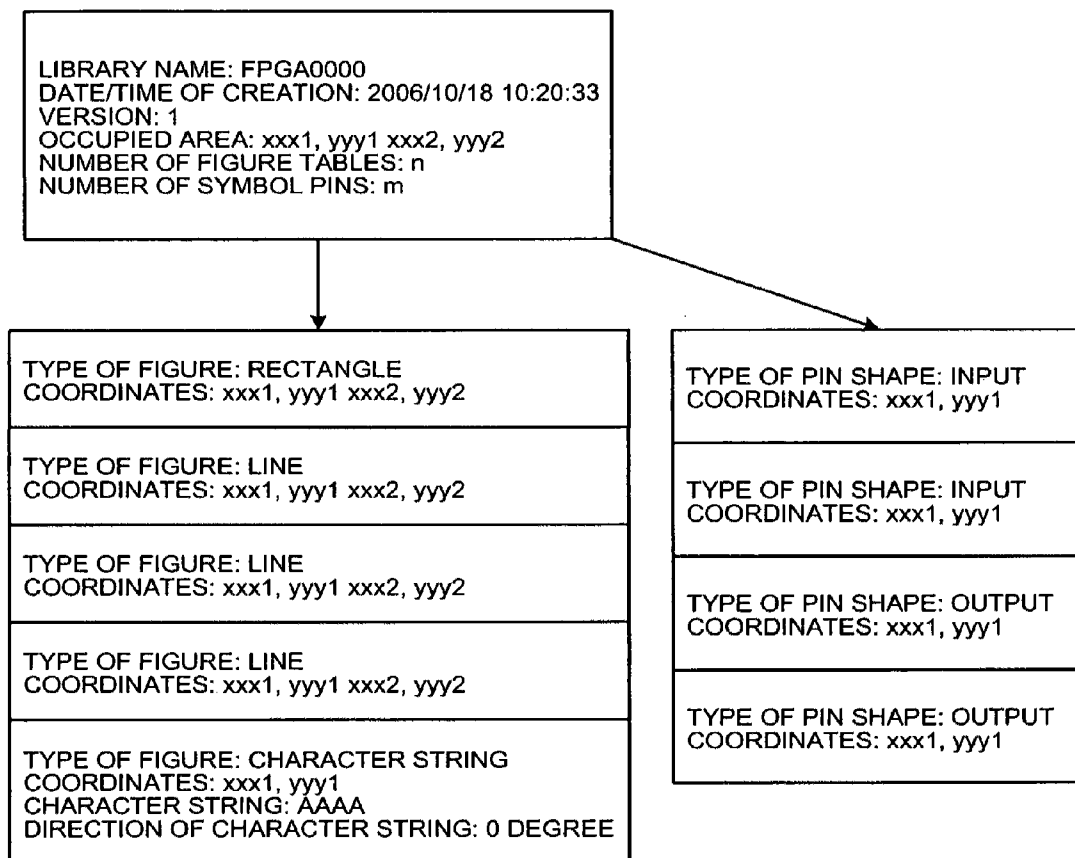 LIBRARY NAME: FPGA0000
DATE/TIME OF CREATION: 2006/10/18 10:20:33
VERSION: 1
OCCUPIED AREA: xxx1, yyy1 xxx2, yyy2
NUMBER OF FIGURE TABLES: n
NUMBER OF SYMBOL PINS: m
TYPE OF FIGURE: RECTANGLE
COORDINATES: xxx1, yyy1 xxx2, yyy2
TYPE OF FIGURE: LINE
COORDINATES: xxx1, yyy1 xxx2, yyy2
TYPE OF FIGURE: LINE
COORDINATES: xxx1, yyy1 xxx2, yyy2
TYPE OF FIGURE: LINE
COORDINATES: xxx1, yyy1 xxx2, yyy2
TYPE OF FIGURE: CHARACTER STRING
COORDINATES: xxx1, yyy1
CHARACTER STRING: AAAA
DIRECTION OF CHARACTER STRING: 0 DEGREE
TYPE OF PIN SHAPE: INPUT
COORDINATES: xxx1, yyy1
TYPE OF PIN SHAPE: INPUT
COORDINATES: xxx1, yyy1
TYPE OF PIN SHAPE: OUTPUT
COORDINATES: xxx1, yyy1
TYPE OF PIN SHAPE: OUTPUT
COORDINATES: xxx1, yyy1